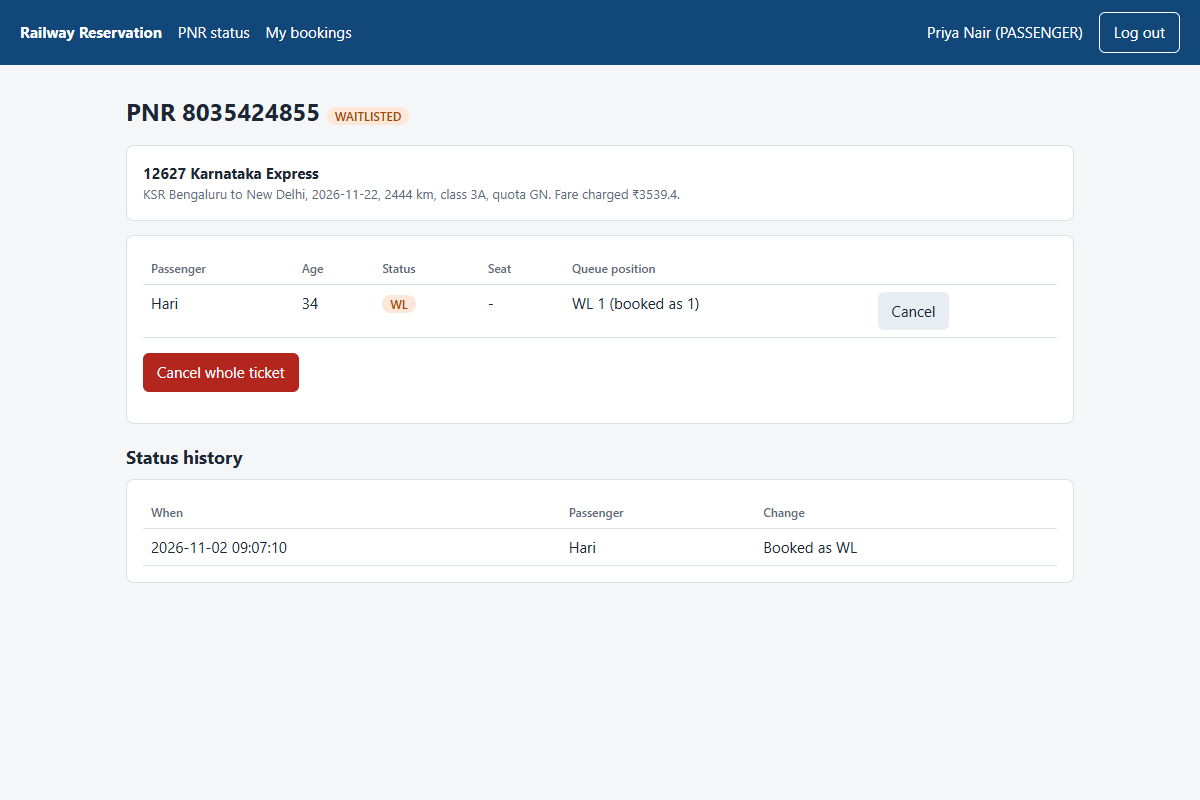 Railway Reservation PNR status My bookings Priya Nair (PASSENGER) Log out
PNR 8035424855 WAITLISTED
12627 Karnataka Express
KSR Bengaluru to New Delhi, 2026-11-22, 2444 km, class 3A, quota GN. Fare charged ₹3539.4.
Passenger Age Status Seat Queue position
Hari 34 WL - WL 1 (booked as 1) Cancel
Cancel whole ticket
Status history
When Passenger Change
2026-11-02 09:07:10 Hari Booked as WL